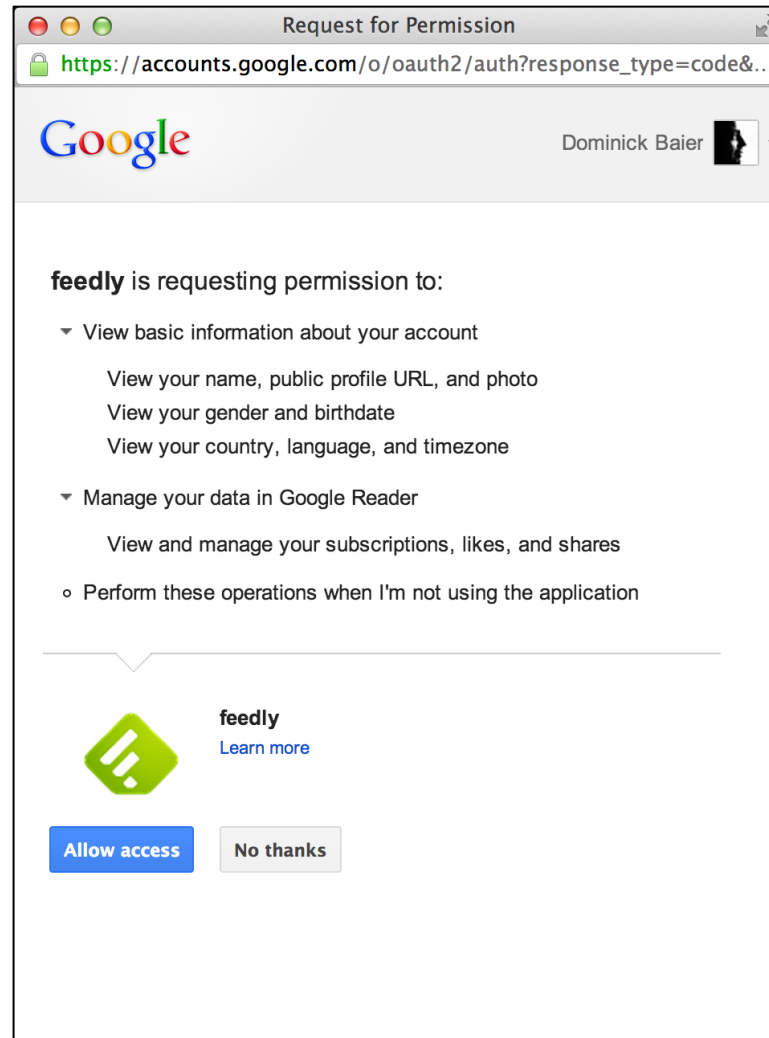 Request for Permission
https://accounts.google.com/o/oauth2/auth?response_type=code&...
Google
Dominick Baier
feedly is requesting permission to:
View basic information about your account
View your name, public profile URL, and photo
View your gender and birthdate
View your country, language, and timezone
Manage your data in Google Reader
View and manage your subscriptions, likes, and shares
Perform these operations when I'm not using the application
feedly
Learn more
Allow access
No thanks